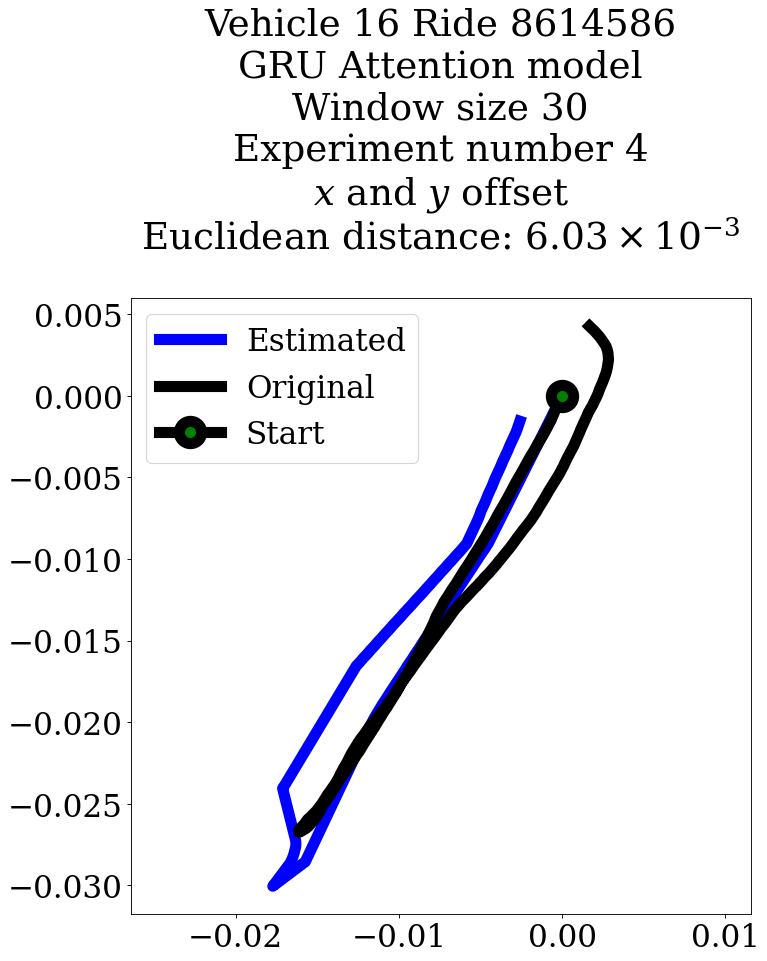 Vehicle 16 Ride 8614586
GRU Attention model
Window size 30
Experiment number 4
x and y offset
Euclidean distance: 6.03 × 10⁻³
0.005
Estimated
Original
Start
0.000
−0.005
−0.010
−0.015
−0.020
−0.025
−0.030
−0.02
−0.01
0.00
0.01